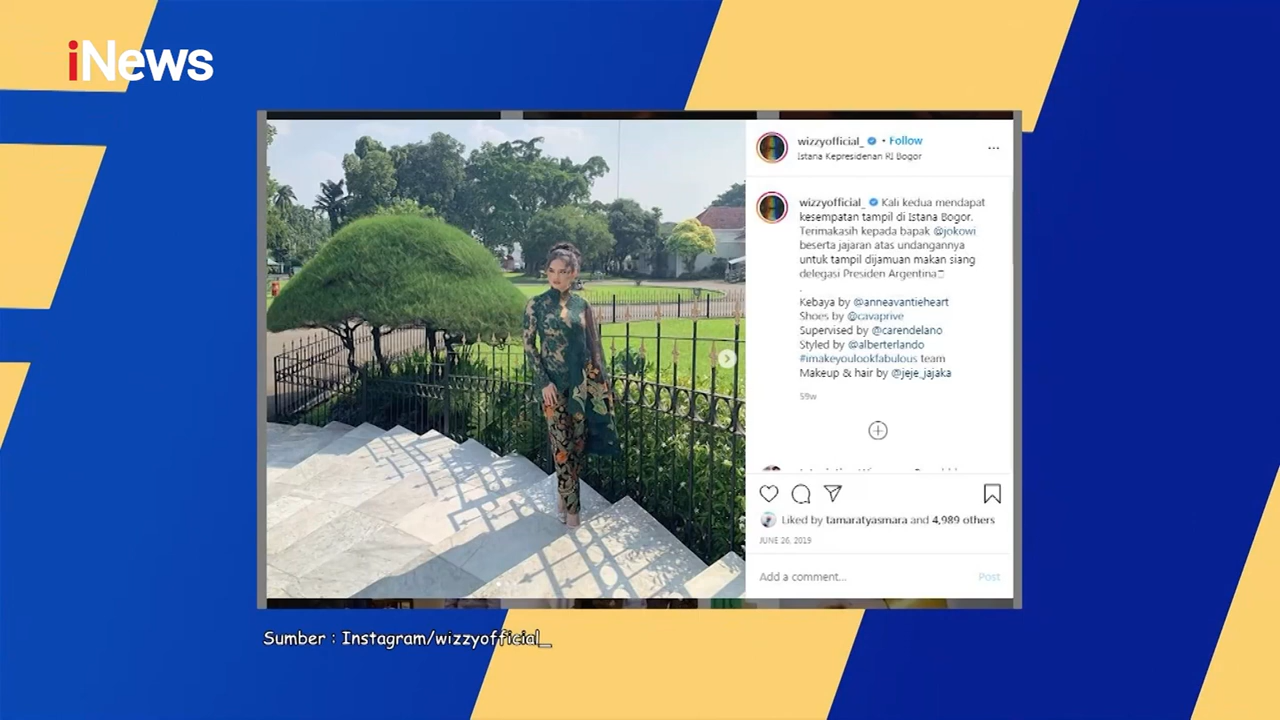 iNews
wizzyofficial_ • Follow
Istana Kepresidenan RI Bogor
wizzyofficial_ Kali kedua mendapat
kesempatan tampil di Istana Bogor.
Terimakasih kepada bapak @jokowi
beserta jajaran atas undangannya
untuk tampil dijamuan makan siang
delegasi Presiden Argentina
.
Kebaya by @anneavantieheart
Shoes by @cavaprive
Supervised by @carendelano
Styled by @alberterlando
#imakeyoulookfabulous team
Makeup & hair by @jeje_jajaka
59w
Liked by tamaratyasmara and 4,989 others
JUNE 26, 2019
Add a comment...
Post
Sumber : Instagram/wizzyofficial_